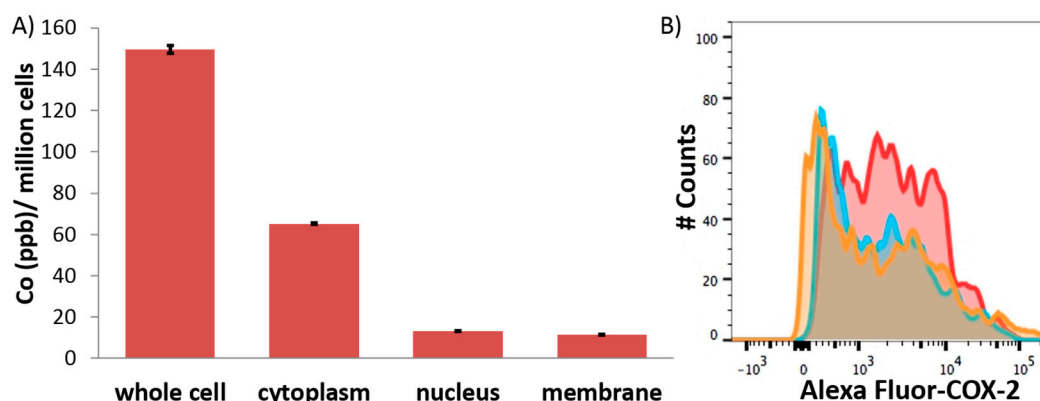 A)
Co (ppb)/ million cells
160
140
120
100
80
60
40
20
0
whole cell cytoplasm nucleus membrane
B)
# Counts
100
80
60
40
20
0
-10³ 0 10³ 10⁴ 10⁵
Alexa Fluor-COX-2